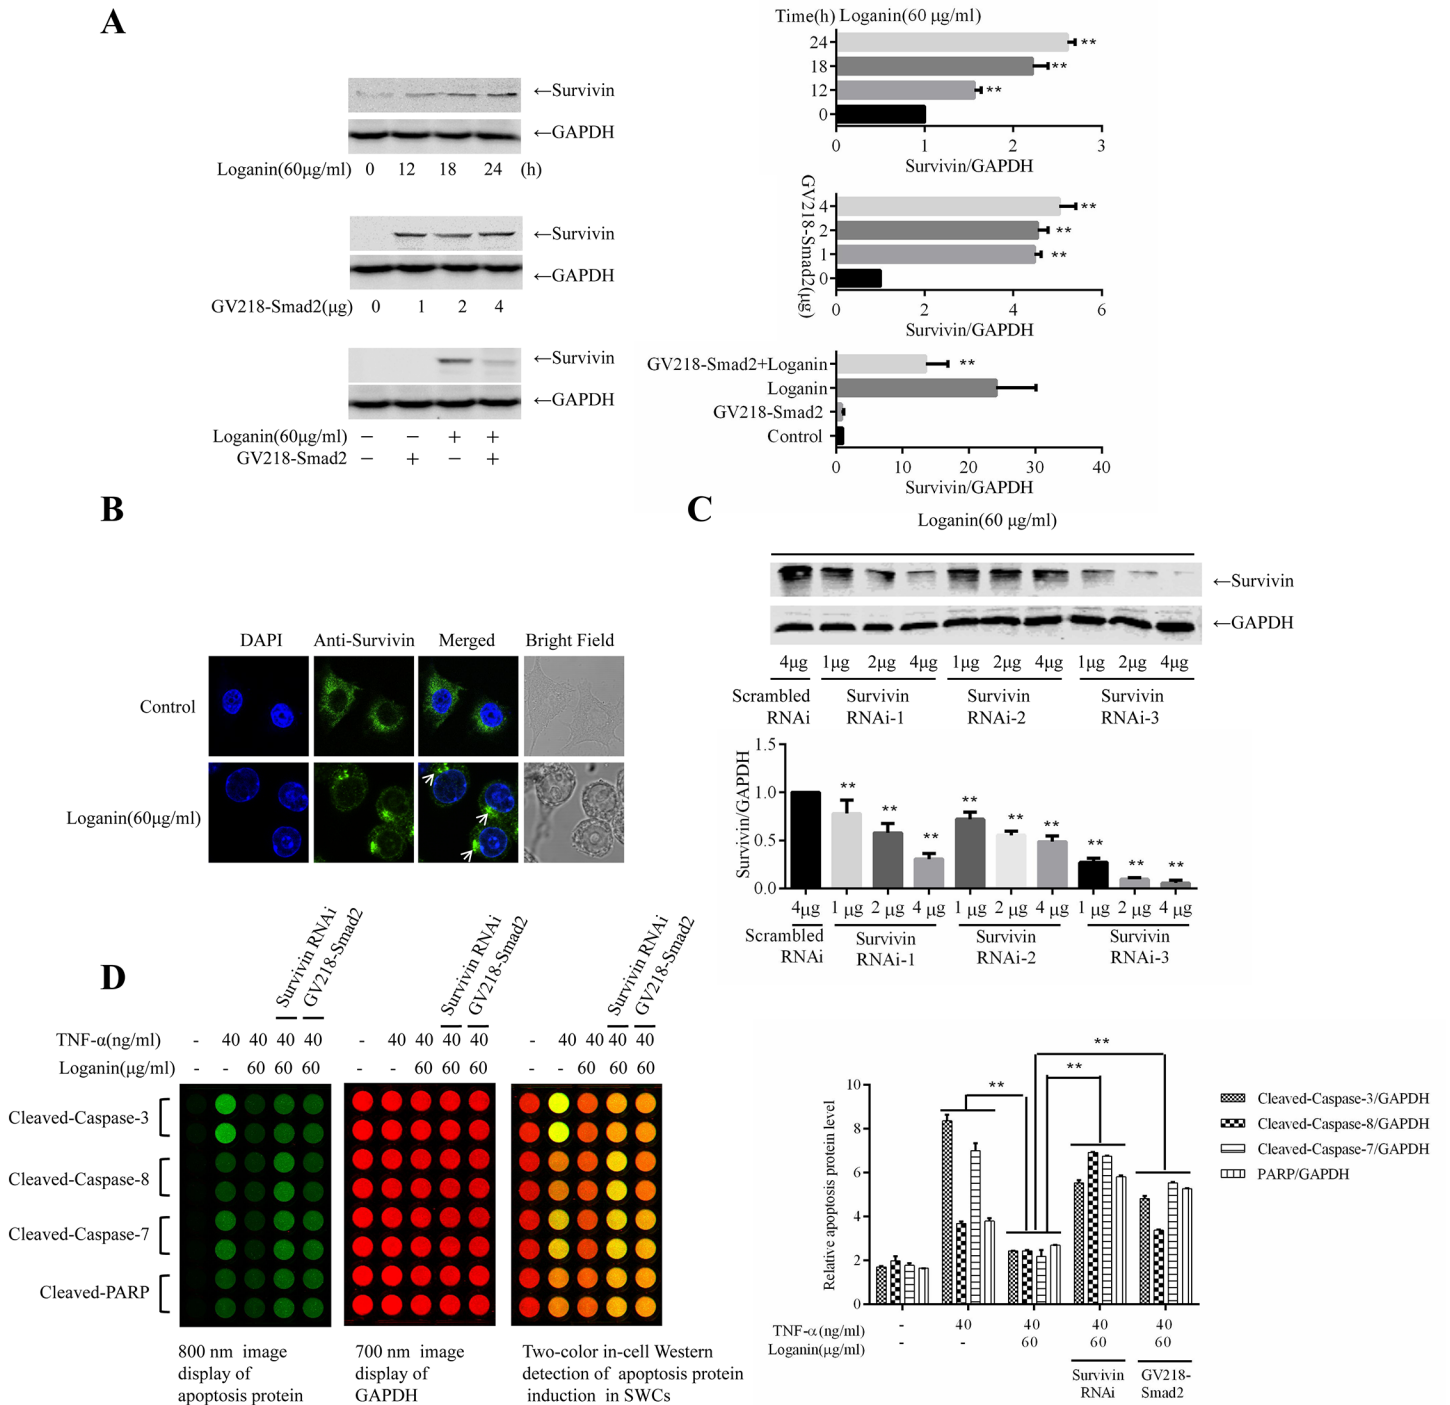 A
←Survivin
←GAPDH
Loganin(60μg/ml) 0 12 18 24 (h)
←Survivin
←GAPDH
GV218-Smad2(μg) 0 1 2 4
←Survivin
←GAPDH
Loganin(60μg/ml) − − + +
GV218-Smad2 − + − +
Time(h) Loganin(60 μg/ml)
24 **
18 **
12 **
0
0 1 2 3
Survivin/GAPDH
GV218-Smad2(μg)
4 **
2 **
1 **
0
0 2 4 6
Survivin/GAPDH
GV218-Smad2+Loganin **
Loganin
GV218-Smad2
Control
0 10 20 30 40
Survivin/GAPDH
B
DAPI Anti-Survivin Merged Bright Field
Control
Loganin(60μg/ml)
C
Loganin(60 μg/ml)
←Survivin
←GAPDH
4μg 1μg 2μg 4μg 1μg 2μg 4μg 1μg 2μg 4μg
Scrambled Survivin Survivin Survivin
RNAi RNAi-1 RNAi-2 RNAi-3
Survivin/GAPDH
1.5
1.0
0.5
0.0
** ** ** ** ** ** ** ** **
4μg 1 μg 2 μg 4 μg 1 μg 2 μg 4 μg 1 μg 2 μg 4 μg
Scrambled Survivin Survivin Survivin
RNAi RNAi-1 RNAi-2 RNAi-3
D
Survivin RNAi GV218-Smad2 Survivin RNAi GV218-Smad2 Survivin RNAi GV218-Smad2
TNF-α(ng/ml) - 40 40 40 40 - 40 40 40 40 - 40 40 40 40
Loganin(μg/ml) - - 60 60 60 - - 60 60 60 - - 60 60 60
Cleaved-Caspase-3
Cleaved-Caspase-8
Cleaved-Caspase-7
Cleaved-PARP
800 nm image
display of
apoptosis protein
700 nm image
display of
GAPDH
Two-color in-cell Western
detection of apoptosis protein
induction in SWCs
Relative apoptosis protein level
10
8
6
4
2
0
** ** **
Cleaved-Caspase-3/GAPDH
Cleaved-Caspase-8/GAPDH
Cleaved-Caspase-7/GAPDH
PARP/GAPDH
TNF-α(ng/ml) - 40 40 40 40
Loganin(μg/ml) - - 60 60 60
Survivin GV218-
RNAi Smad2